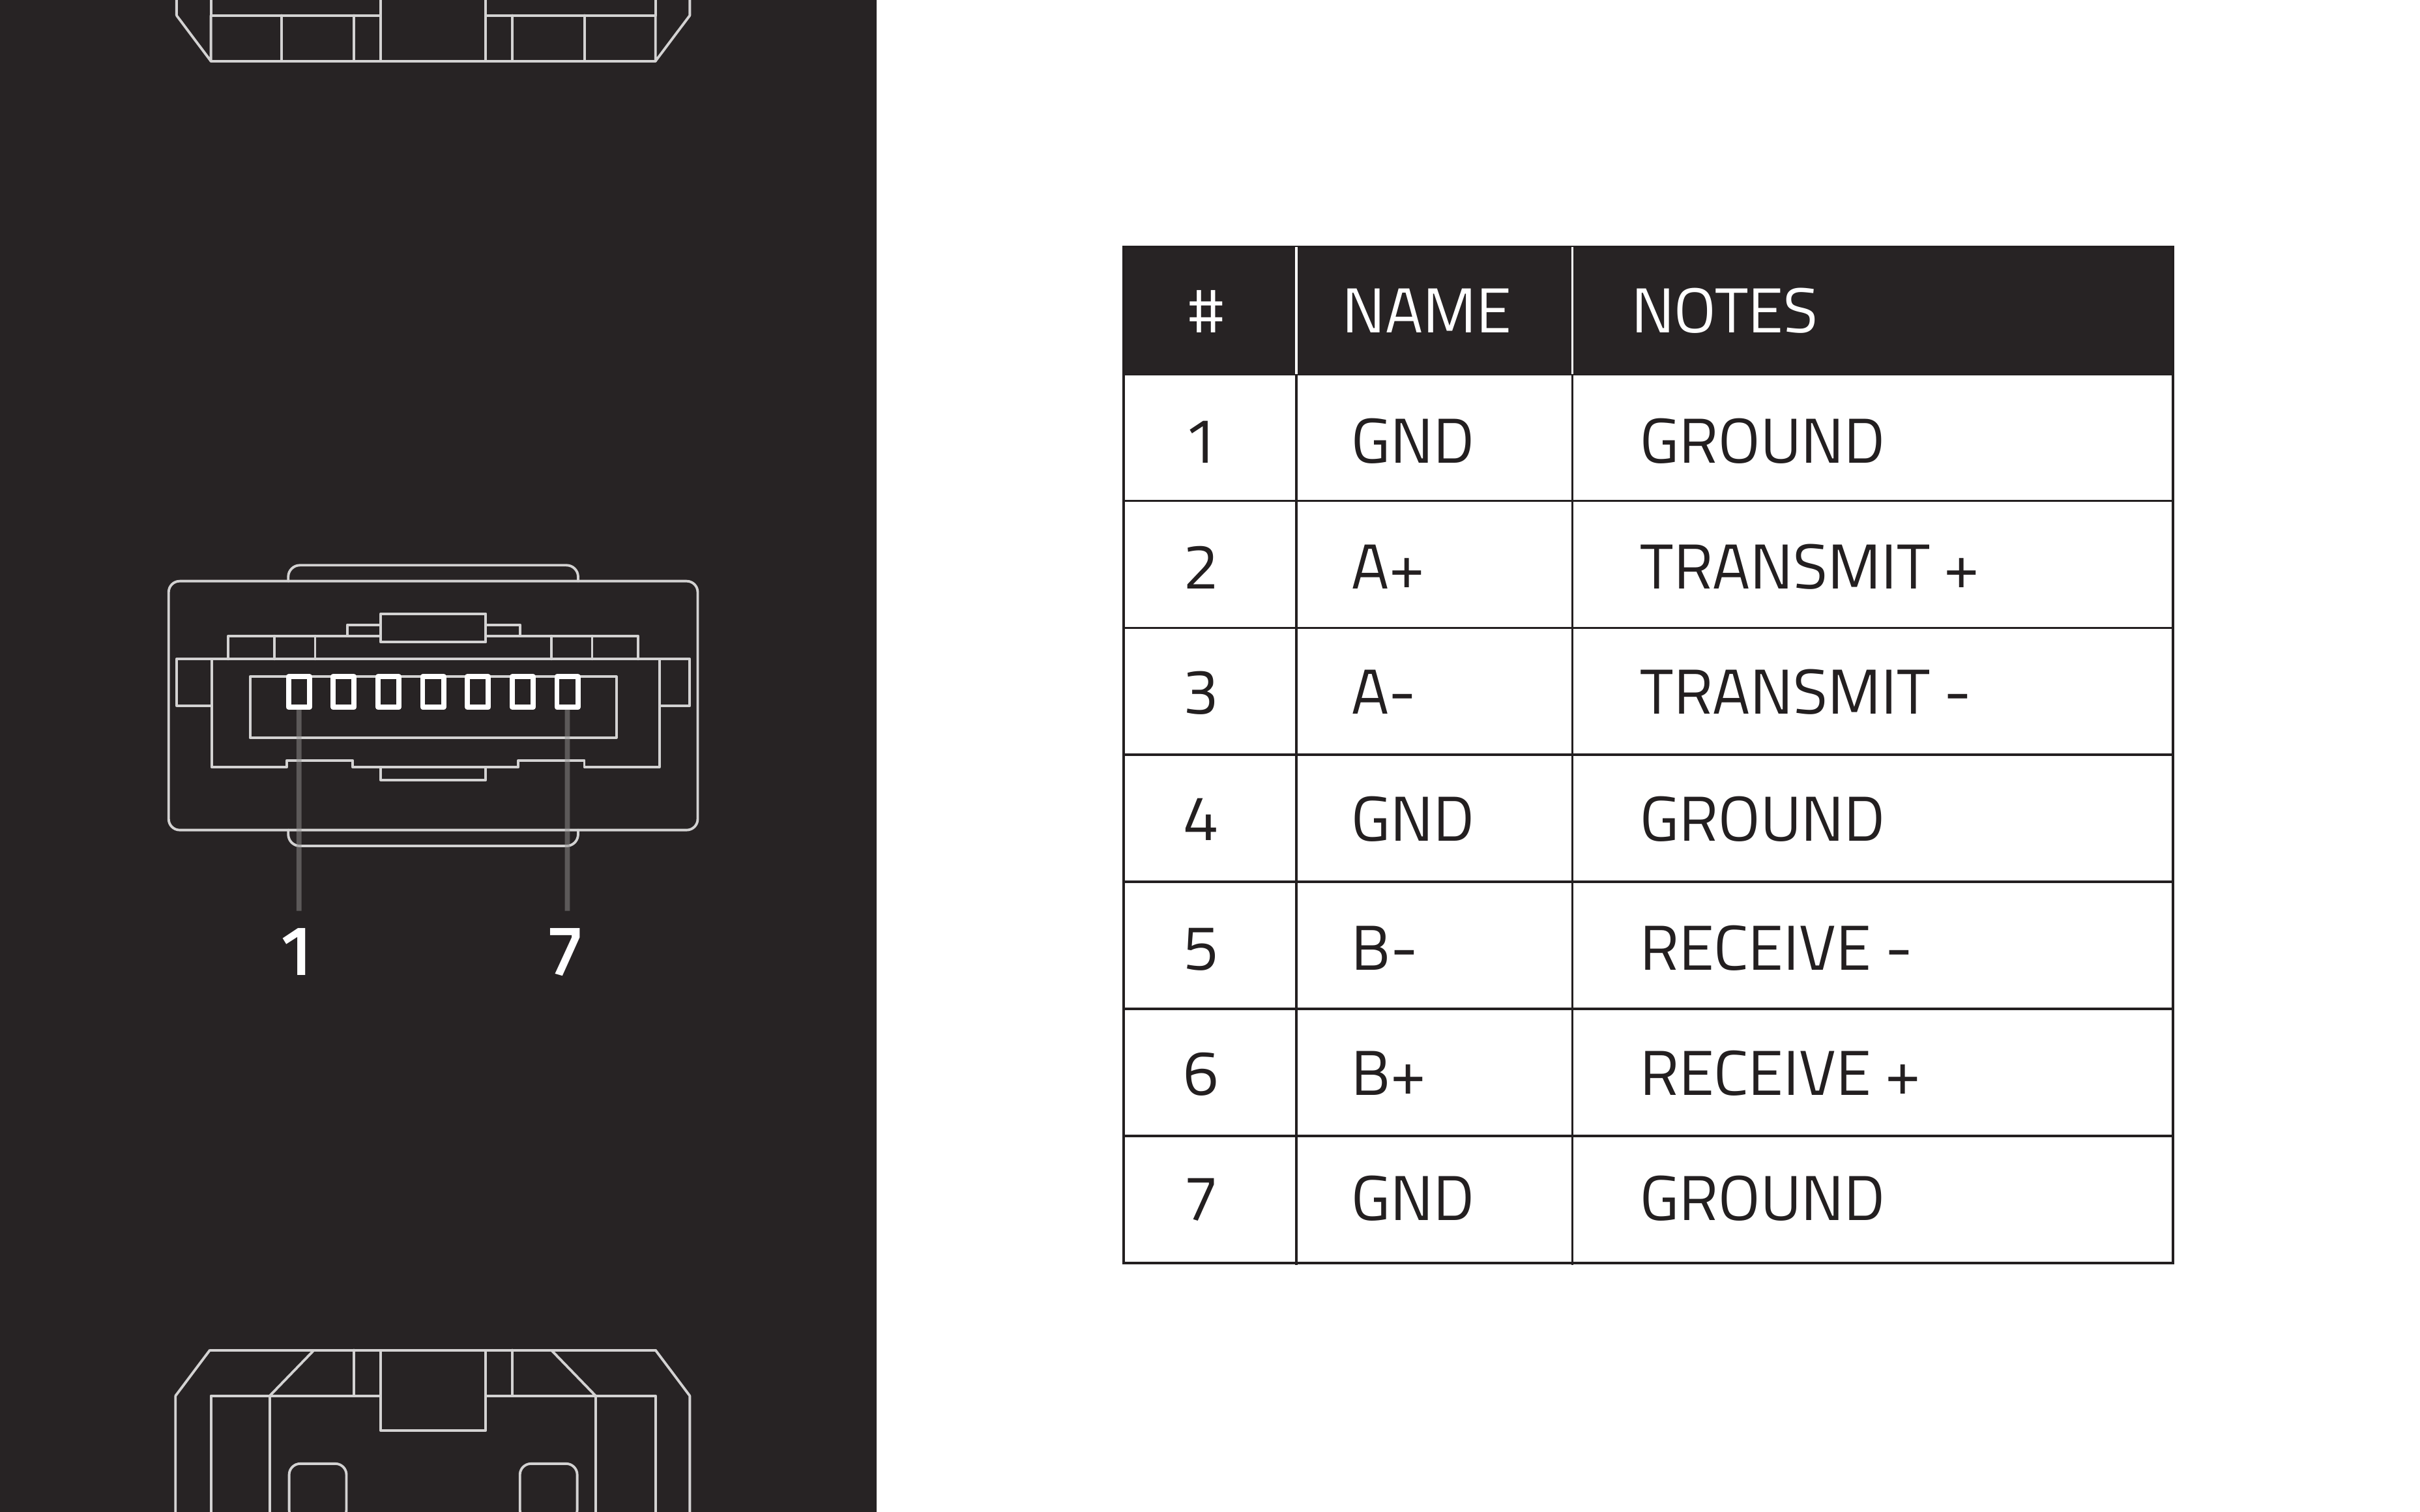 1 7
# NAME NOTES
1 GND GROUND
2 A+ TRANSMIT +
3 A- TRANSMIT -
4 GND GROUND
5 B- RECEIVE -
6 B+ RECEIVE +
7 GND GROUND